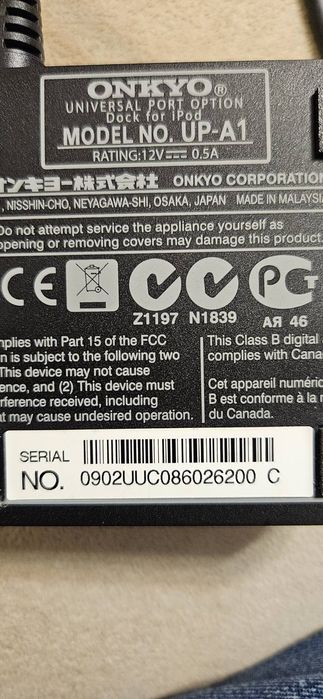 ONKYO®
UNIVERSAL PORT OPTION
Dock for iPod
MODEL NO. UP-A1
RATING:12V⎓ 0.5A
オンキヨー株式会社 ONKYO CORPORATION
, NISSHIN-CHO, NEYAGAWA-SHI, OSAKA, JAPAN MADE IN MALAYSIA
Do not attempt service the appliance yourself as
opening or removing covers may damage this product.
CE
Z1197 N1839
АЯ 46
mplies with Part 15 of the FCC
n is subject to the following two
This device may not cause
ence, and (2) This device must
nterference received, including
at may cause undesired operation.
This Class B digital
complies with Cana
Cet appareil numéric
B est conforme à la
du Canada.
SERIAL
NO. 0902UUC086026200 C